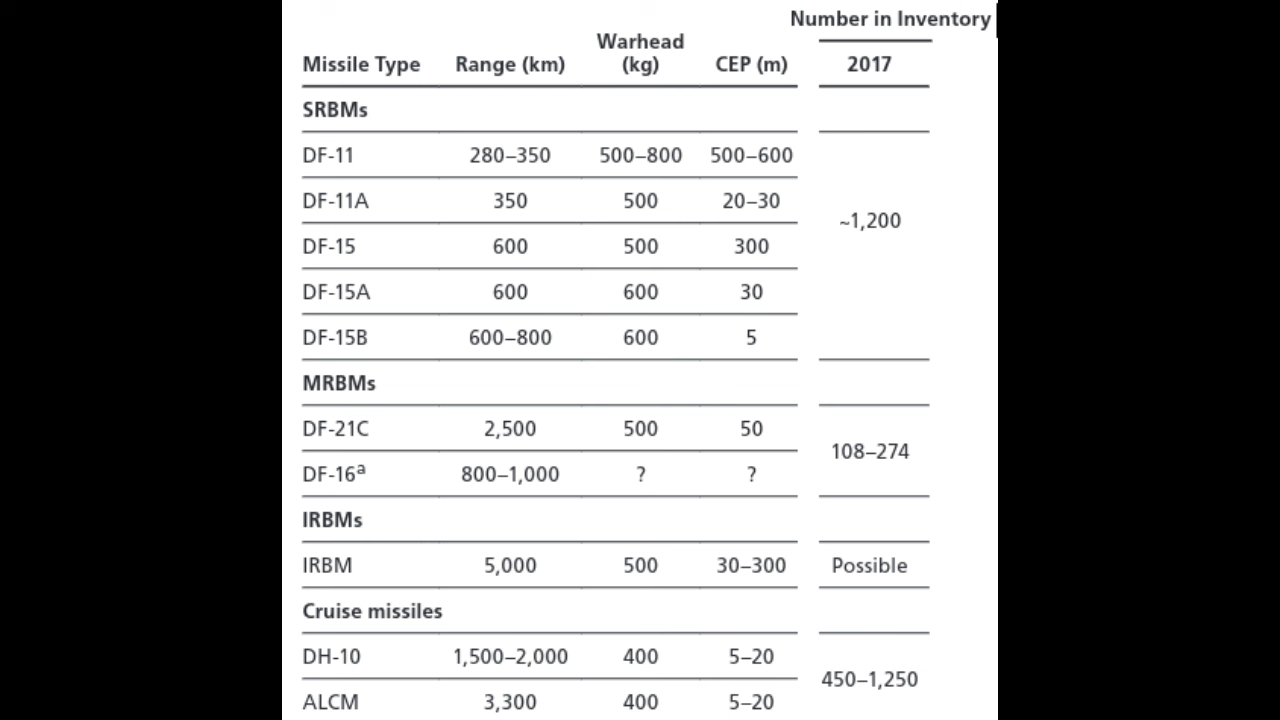 Number in Inventory
Missile Type Range (km) Warhead (kg) CEP (m) 2017
SRBMs
DF-11 280–350 500–800 500–600
DF-11A 350 500 20–30
~1,200
DF-15 600 500 300
DF-15A 600 600 30
DF-15B 600–800 600 5
MRBMs
DF-21C 2,500 500 50
108–274
DF-16a 800–1,000 ? ?
IRBMs
IRBM 5,000 500 30–300 Possible
Cruise missiles
DH-10 1,500–2,000 400 5–20
450–1,250
ALCM 3,300 400 5–20